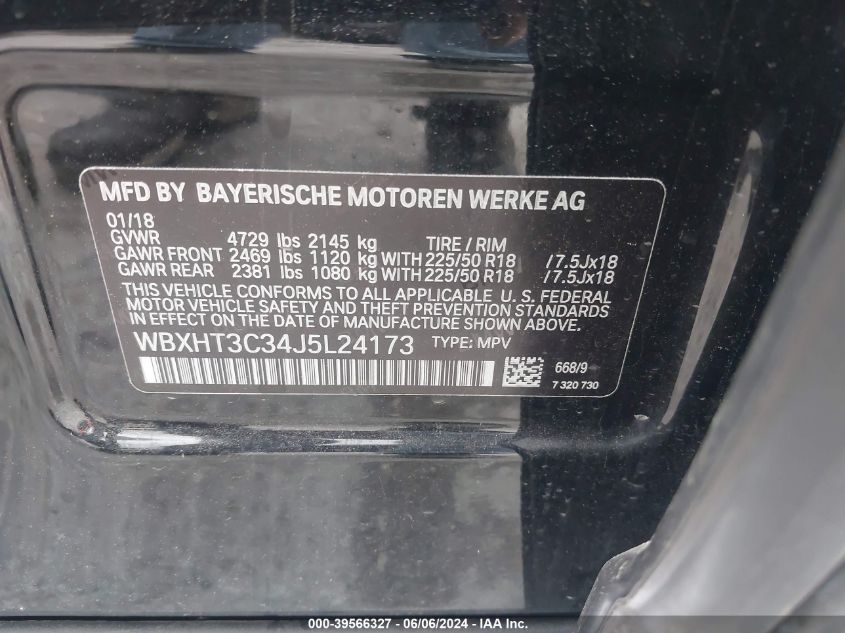 MFD BY BAYERISCHE MOTOREN WERKE AG
01/18
GVWR 4729 lbs 2145 kg TIRE / RIM
GAWR FRONT 2469 lbs 1120 kg WITH 225/50 R18 /7.5Jx18
GAWR REAR 2381 lbs 1080 kg WITH 225/50 R18 /7.5Jx18
THIS VEHICLE CONFORMS TO ALL APPLICABLE U. S. FEDERAL
MOTOR VEHICLE SAFETY AND THEFT PREVENTION STANDARDS
IN EFFECT ON THE DATE OF MANUFACTURE SHOWN ABOVE.
WBXHT3C34J5L24173 TYPE: MPV
668/9
7 320 730
000-39566327 - 06/06/2024 - IAA Inc.